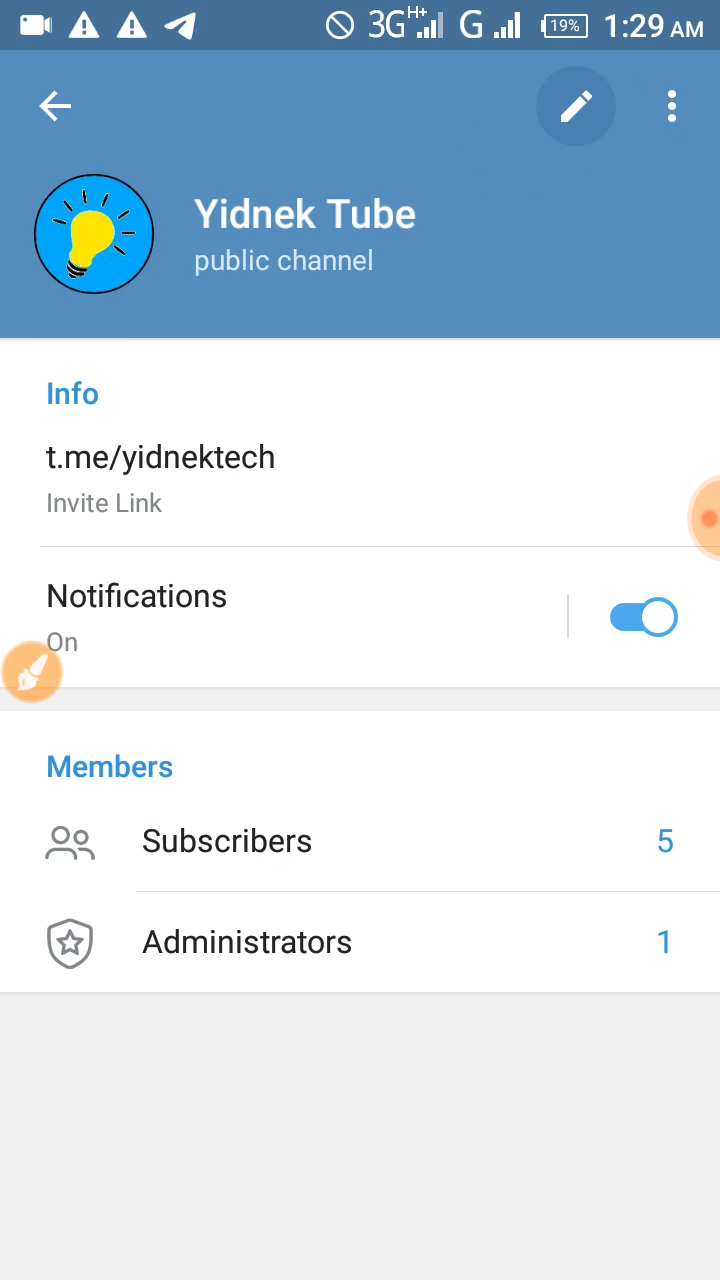 3G H+ G 19% 1:29 AM
Yidnek Tube
public channel
Info
t.me/yidnektech
Invite Link
Notifications
On
Members
Subscribers 5
Administrators 1